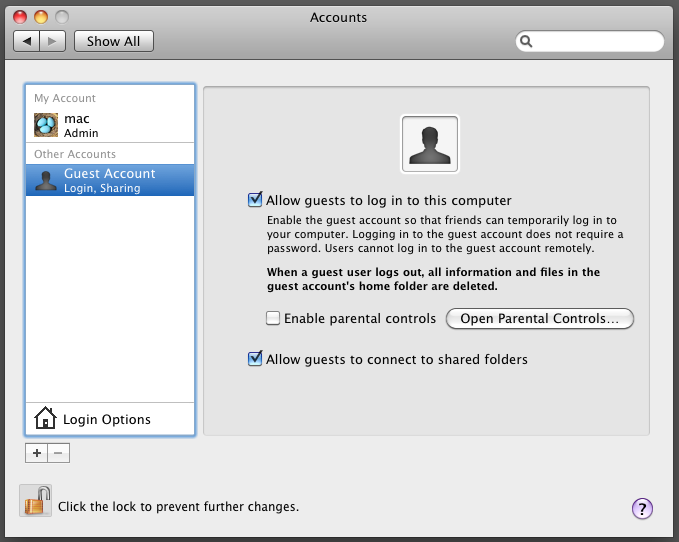 Accounts
Show All
My Account
mac
Admin
Other Accounts
Guest Account
Login, Sharing
Login Options
Allow guests to log in to this computer
Enable the guest account so that friends can temporarily log in to
your computer. Logging in to the guest account does not require a
password. Users cannot log in to the guest account remotely.
When a guest user logs out, all information and files in the
guest account's home folder are deleted.
Enable parental controls
Open Parental Controls...
Allow guests to connect to shared folders
+ −
Click the lock to prevent further changes.
?